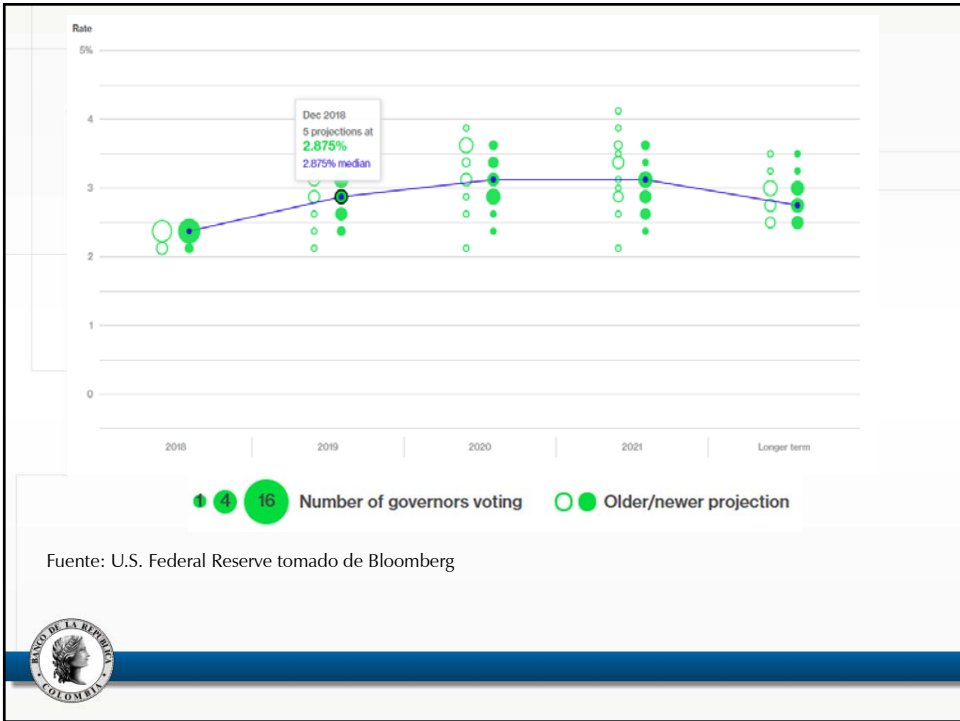 Rate
5%
Dec 2018
5 projections at
2.875%
2.875% median
4
3
2
1
0
2018 2019 2020 2021 Longer term
1 4 16 Number of governors voting Older/newer projection
Fuente: U.S. Federal Reserve tomado de Bloomberg
BANCO DE LA REPUBLICA
COLOMBIA